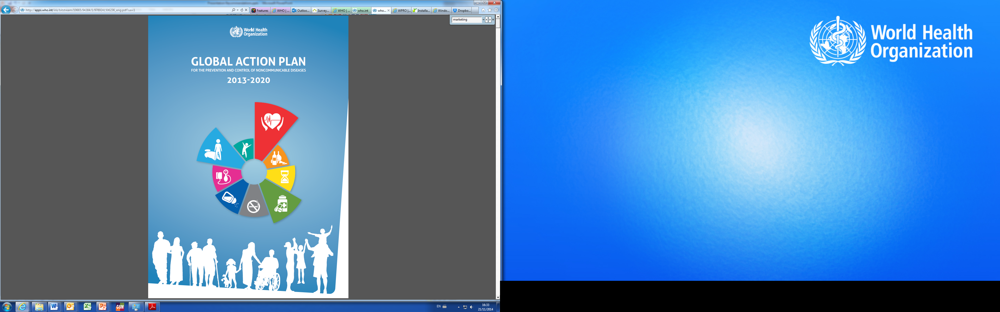 http://apps.who.int/iris/bitstream/10665/94384/1/9789241506236_eng.pdf?ua=1
Features
WHO | ...
Outloo...
Survey...
WHO | ...
who.int
who...
WPRO |...
Installa...
Windo...
Dropbo...
marketing
World Health
Organization
GLOBAL ACTION PLAN
FOR THE PREVENTION AND CONTROL OF NONCOMMUNICABLE DISEASES
2013-2020
World Health
Organization
GSM
EN
16:33
21/11/2014